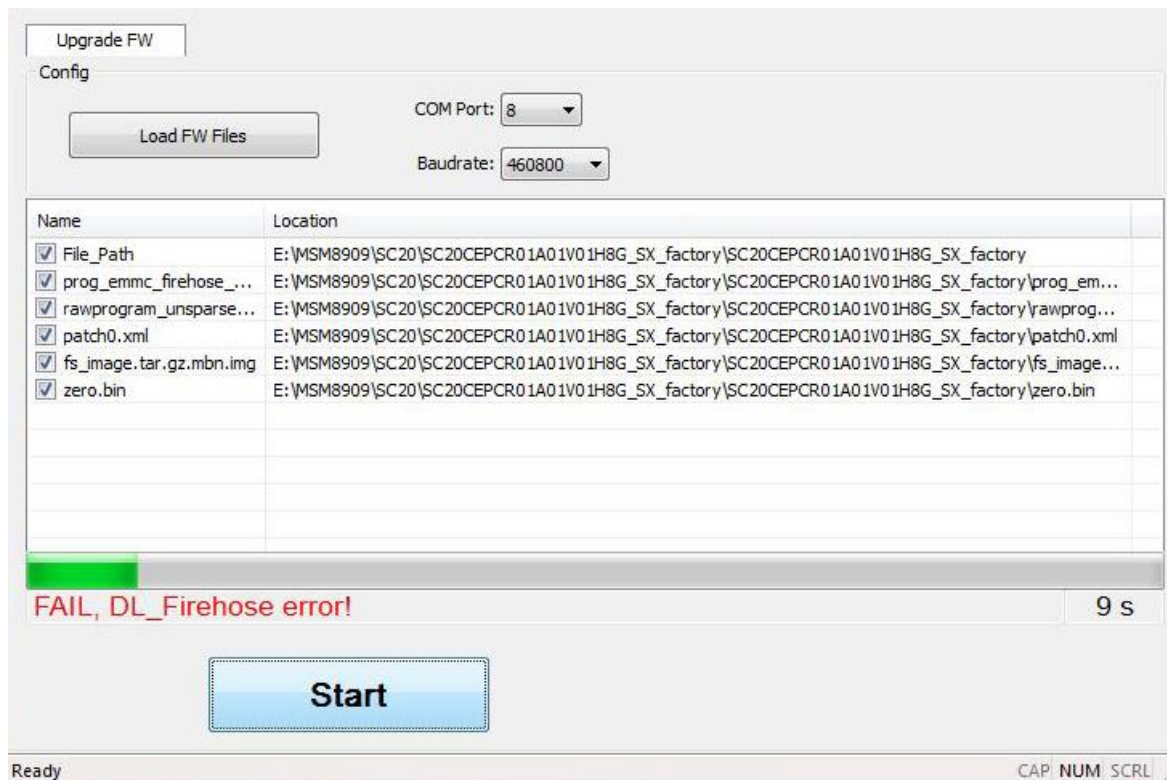 Upgrade FW
Config
Load FW Files
COM Port: 8
Baudrate: 460800
Name Location
File_Path E:\MSM8909\SC20\SC20CEPCR01A01V01H8G_SX_factory\SC20CEPCR01A01V01H8G_SX_factory
prog_emmc_firehose_... E:\MSM8909\SC20\SC20CEPCR01A01V01H8G_SX_factory\SC20CEPCR01A01V01H8G_SX_factory\prog_em...
rawprogram_unsparse... E:\MSM8909\SC20\SC20CEPCR01A01V01H8G_SX_factory\SC20CEPCR01A01V01H8G_SX_factory\rawprog...
patch0.xml E:\MSM8909\SC20\SC20CEPCR01A01V01H8G_SX_factory\SC20CEPCR01A01V01H8G_SX_factory\patch0.xml
fs_image.tar.gz.mbn.img E:\MSM8909\SC20\SC20CEPCR01A01V01H8G_SX_factory\SC20CEPCR01A01V01H8G_SX_factory\fs_image...
zero.bin E:\MSM8909\SC20\SC20CEPCR01A01V01H8G_SX_factory\SC20CEPCR01A01V01H8G_SX_factory\zero.bin
FAIL, DL_Firehose error! 9 s
Start
Ready CAP NUM SCRL